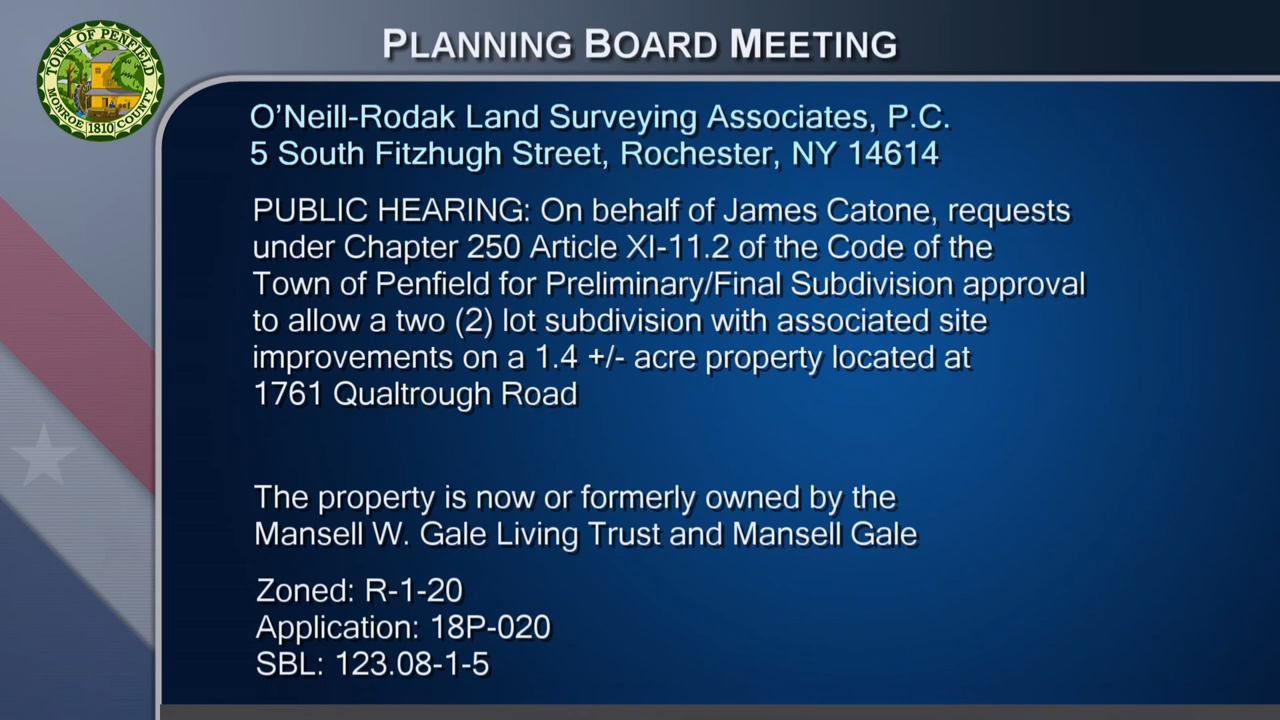 PLANNING BOARD MEETING
TOWN OF PENFIELD
MONROE COUNTY
1810
O'Neill-Rodak Land Surveying Associates, P.C.
5 South Fitzhugh Street, Rochester, NY 14614
PUBLIC HEARING: On behalf of James Catone, requests
under Chapter 250 Article XI-11.2 of the Code of the
Town of Penfield for Preliminary/Final Subdivision approval
to allow a two (2) lot subdivision with associated site
improvements on a 1.4 +/- acre property located at
1761 Qualtrough Road
The property is now or formerly owned by the
Mansell W. Gale Living Trust and Mansell Gale
Zoned: R-1-20
Application: 18P-020
SBL: 123.08-1-5